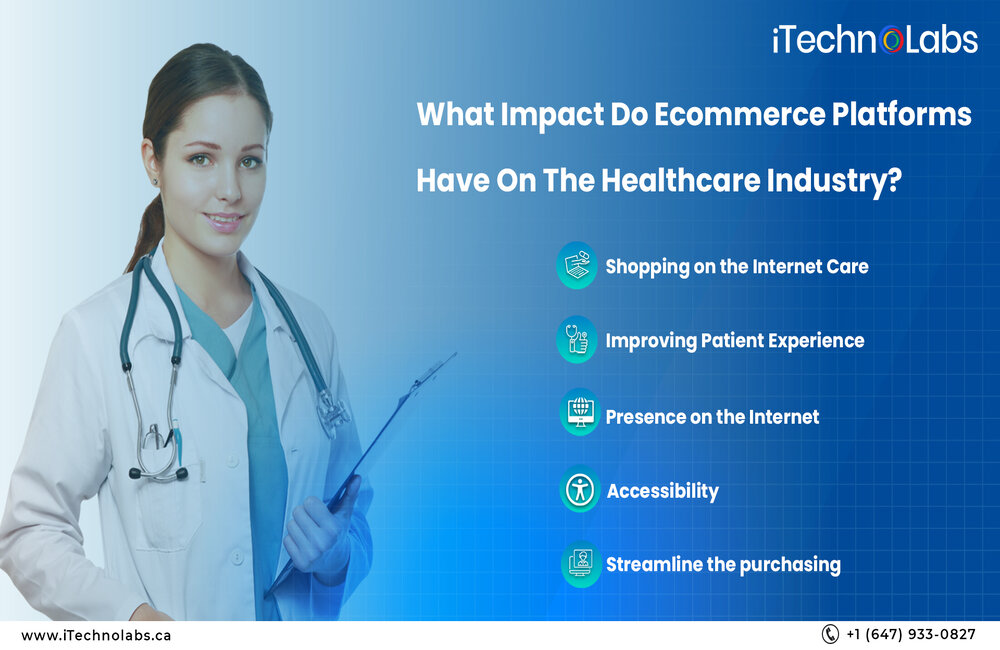 iTechnoLabs
What Impact Do Ecommerce Platforms
Have On The Healthcare Industry?
Shopping on the Internet Care
Improving Patient Experience
Presence on the Internet
Accessibility
Streamline the purchasing
www.iTechnolabs.ca
+1 (647) 933-0827